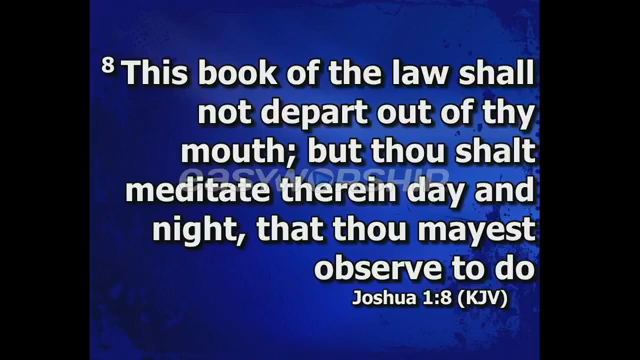 8 This book of the law shall
not depart out of thy
mouth; but thou shalt
easyworship
meditate therein day and
night, that thou mayest
observe to do
Joshua 1:8 (KJV)